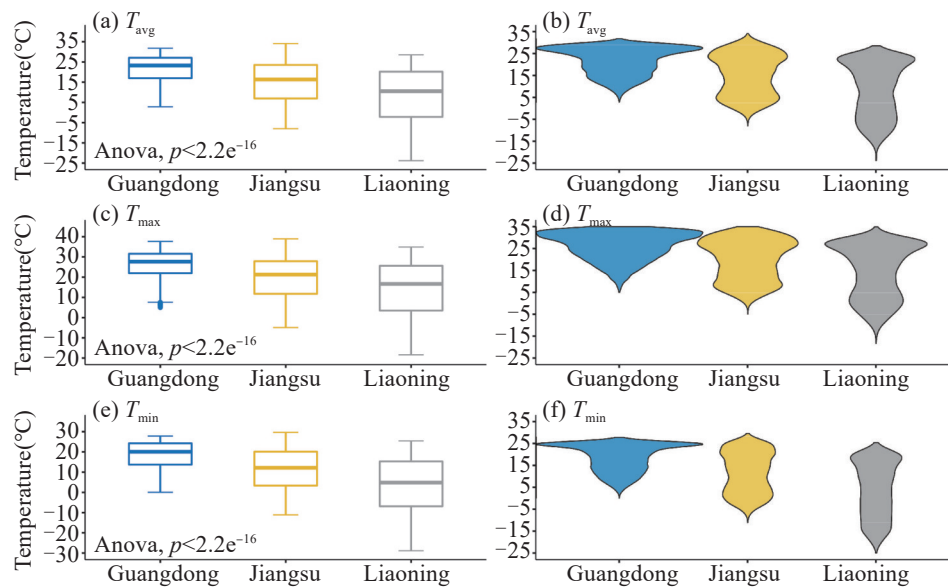 (a) Tavg
Temperature(℃)
35
25
15
5
−5
−15
−25
Anova, p<2.2e⁻¹⁶
Guangdong Jiangsu Liaoning
(b) Tavg
35
25
15
5
−5
−15
−25
Guangdong Jiangsu Liaoning
(c) Tmax
Temperature(℃)
40
30
20
10
0
−10
−20
Anova, p<2.2e⁻¹⁶
Guangdong Jiangsu Liaoning
(d) Tmax
35
25
15
5
−5
−15
−25
Guangdong Jiangsu Liaoning
(e) Tmin
Temperature(℃)
30
20
10
0
−10
−20
−30
Anova, p<2.2e⁻¹⁶
Guangdong Jiangsu Liaoning
(f) Tmin
35
25
15
5
−5
−15
−25
Guangdong Jiangsu Liaoning